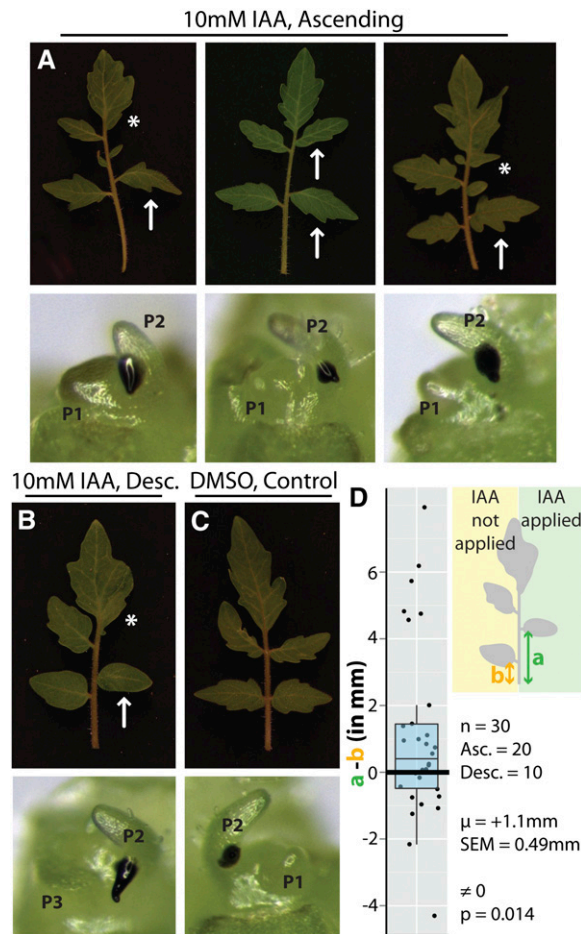 10mM IAA, Ascending
A
*
*
P2
P1
P2
P1
P2
P1
10mM IAA, Desc.
DMSO, Control
B
*
P2
P3
C
P2
P1
D
IAA not applied
IAA applied
a
b
a - b (in mm)
6
4
2
0
-2
-4
n = 30
Asc. = 20
Desc. = 10
μ = +1.1mm
SEM = 0.49mm
≠ 0
p = 0.014